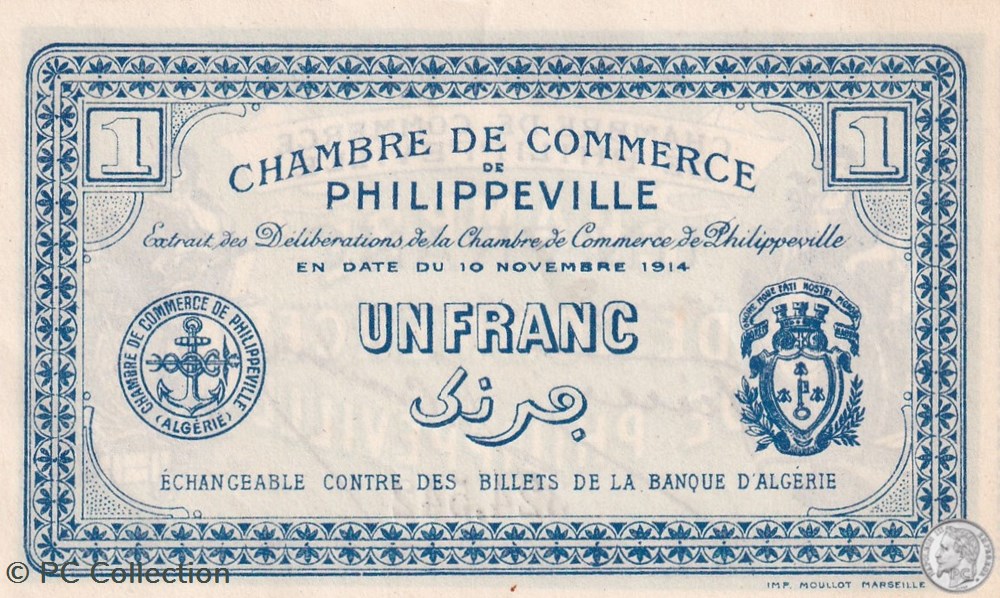 1
1
CHAMBRE DE COMMERCE
DE
PHILIPPEVILLE
Extrait des Délibérations de la Chambre de Commerce de Philippeville
EN DATE DU 10 NOVEMBRE 1914
UN FRANC
فرنك
CHAMBRE DE COMMERCE DE PHILIPPEVILLE
(ALGÉRIE)
ÉCHANGEABLE CONTRE DES BILLETS DE LA BANQUE D'ALGÉRIE
IMP. MOULLOT MARSEILLE
© PC Collection